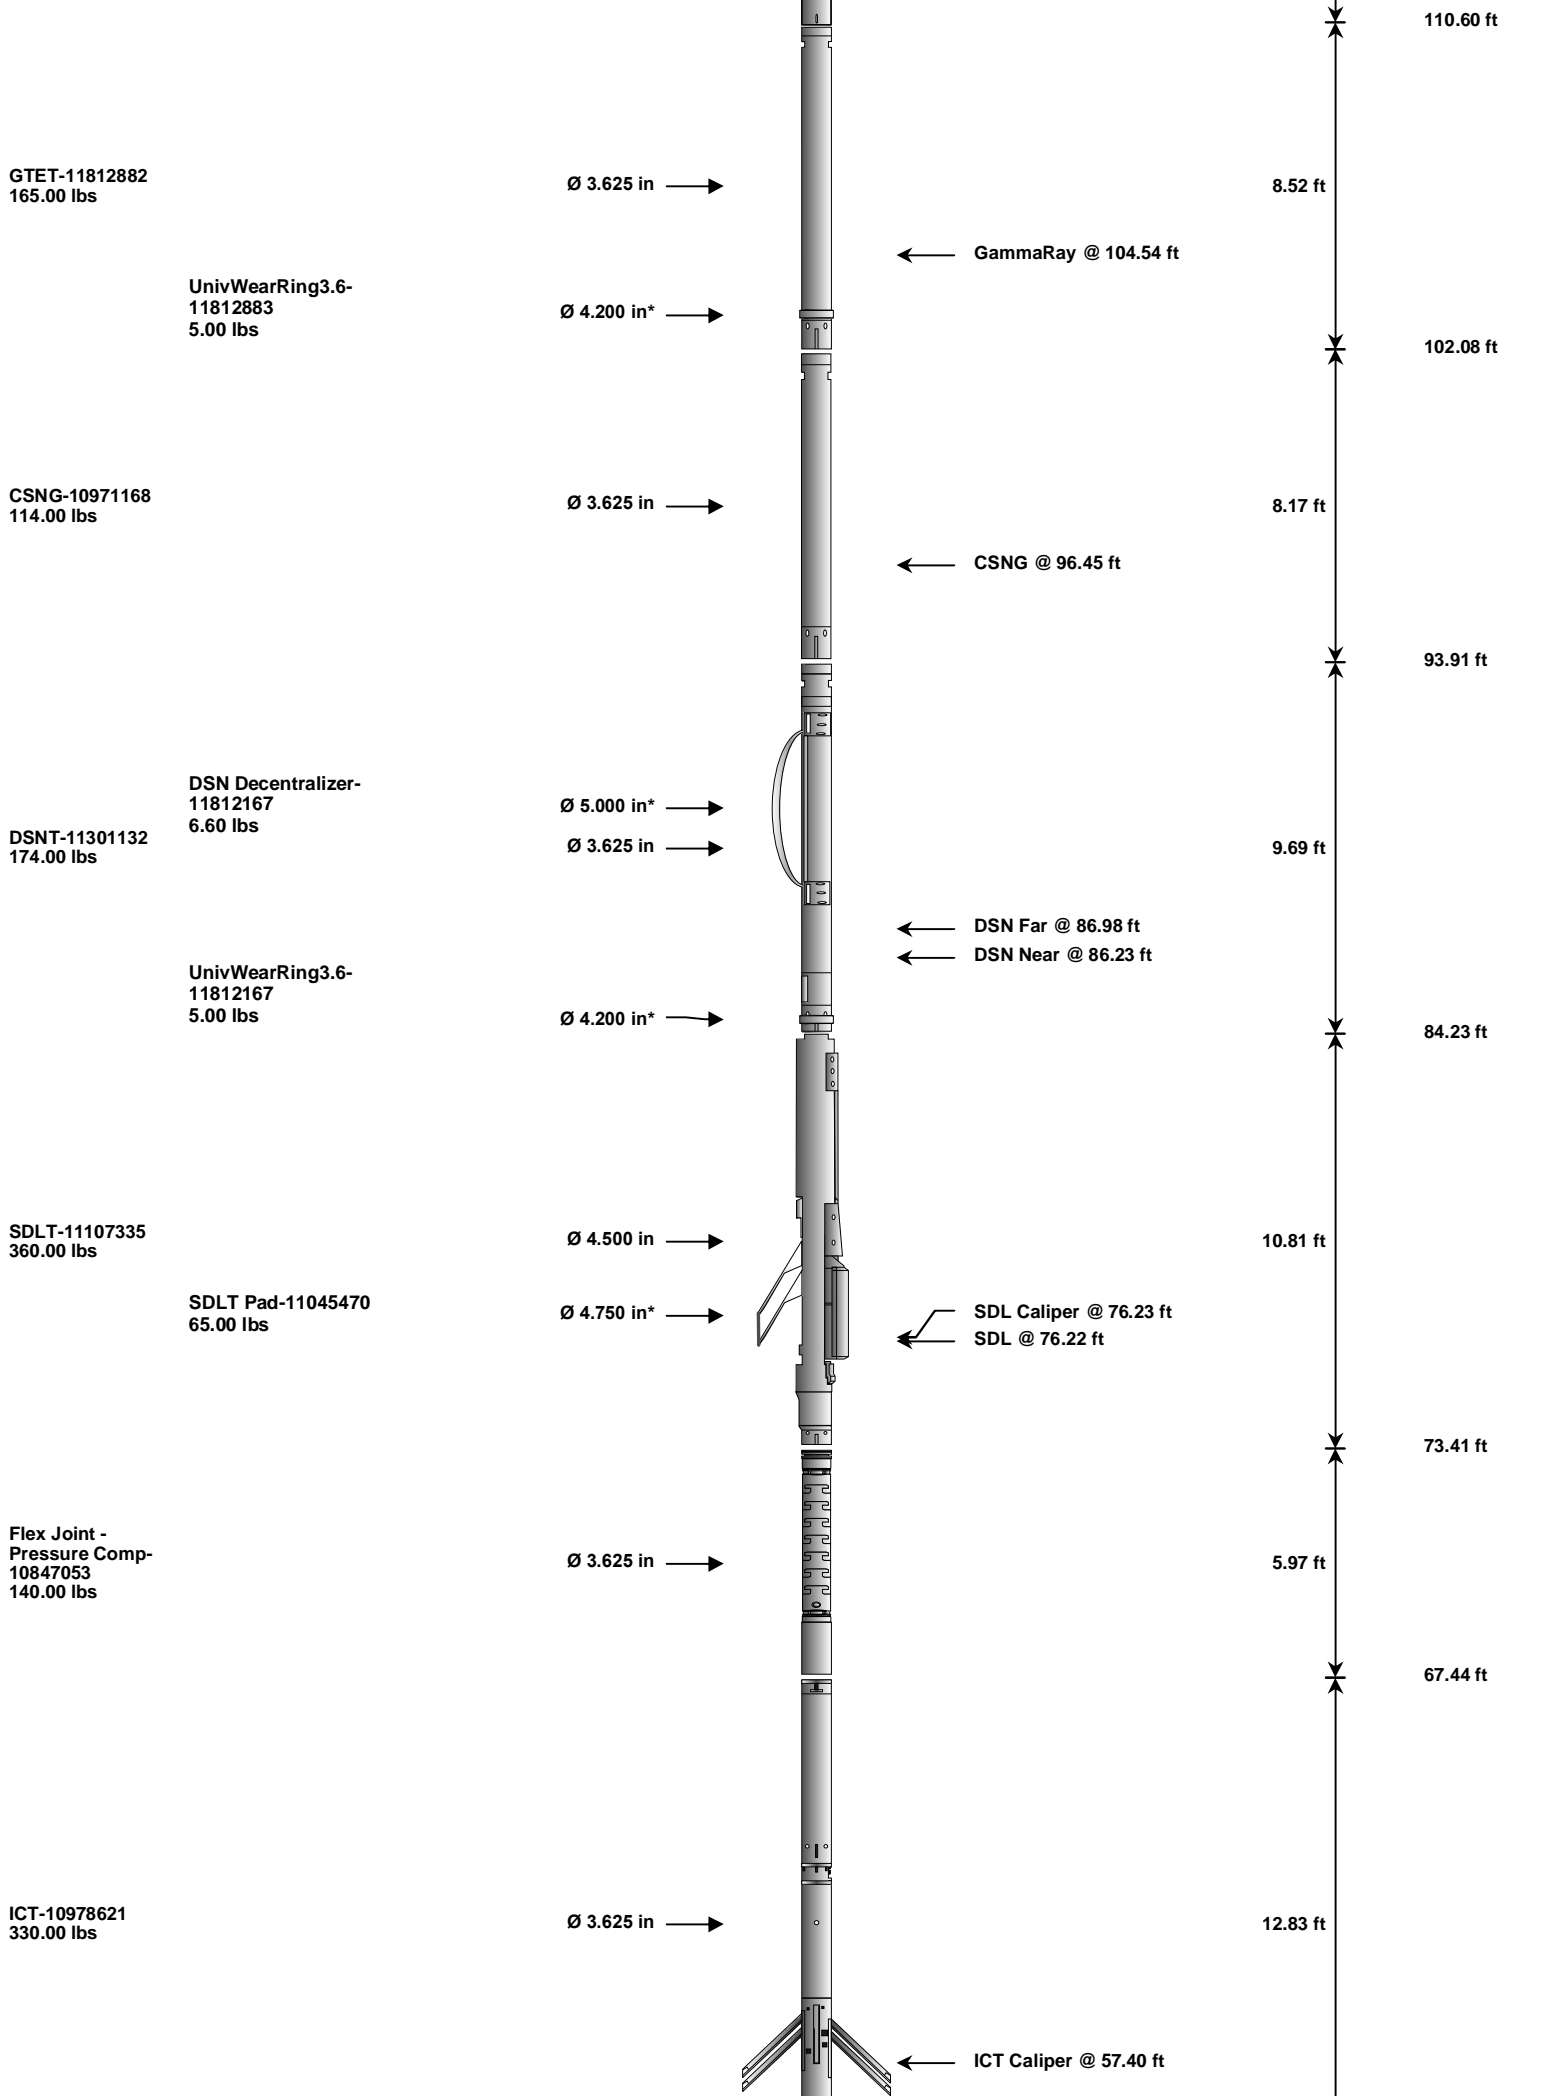 110.60 ft
GTET-11812882
165.00 lbs
Ø 3.625 in
8.52 ft
GammaRay @ 104.54 ft
UnivWearRing3.6-
11812883
5.00 lbs
Ø 4.200 in*
102.08 ft
CSNG-10971168
114.00 lbs
Ø 3.625 in
8.17 ft
CSNG @ 96.45 ft
93.91 ft
DSN Decentralizer-
11812167
6.60 lbs
Ø 5.000 in*
DSNT-11301132
174.00 lbs
Ø 3.625 in
9.69 ft
DSN Far @ 86.98 ft
DSN Near @ 86.23 ft
UnivWearRing3.6-
11812167
5.00 lbs
Ø 4.200 in*
84.23 ft
SDLT-11107335
360.00 lbs
Ø 4.500 in
10.81 ft
SDLT Pad-11045470
65.00 lbs
Ø 4.750 in*
SDL Caliper @ 76.23 ft
SDL @ 76.22 ft
73.41 ft
Flex Joint -
Pressure Comp-
10847053
140.00 lbs
Ø 3.625 in
5.97 ft
67.44 ft
ICT-10978621
330.00 lbs
Ø 3.625 in
12.83 ft
ICT Caliper @ 57.40 ft